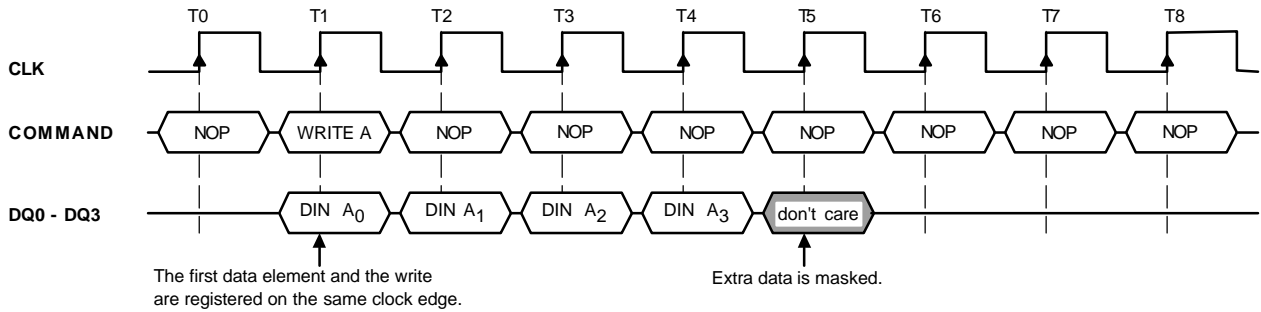 T0 T1 T2 T3 T4 T5 T6 T7 T8
CLK
COMMAND NOP WRITE A NOP NOP NOP NOP NOP NOP NOP
DQ0 - DQ3 DIN A0 DIN A1 DIN A2 DIN A3 don't care
The first data element and the write Extra data is masked.
are registered on the same clock edge.